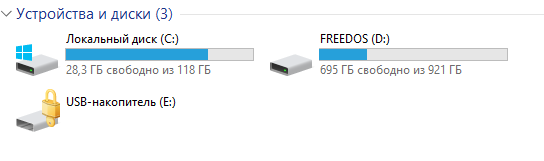 Устройства и диски (3)
Локальный диск (C:)
28,3 ГБ свободно из 118 ГБ
FREEDOS (D:)
695 ГБ свободно из 921 ГБ
USB-накопитель (E:)